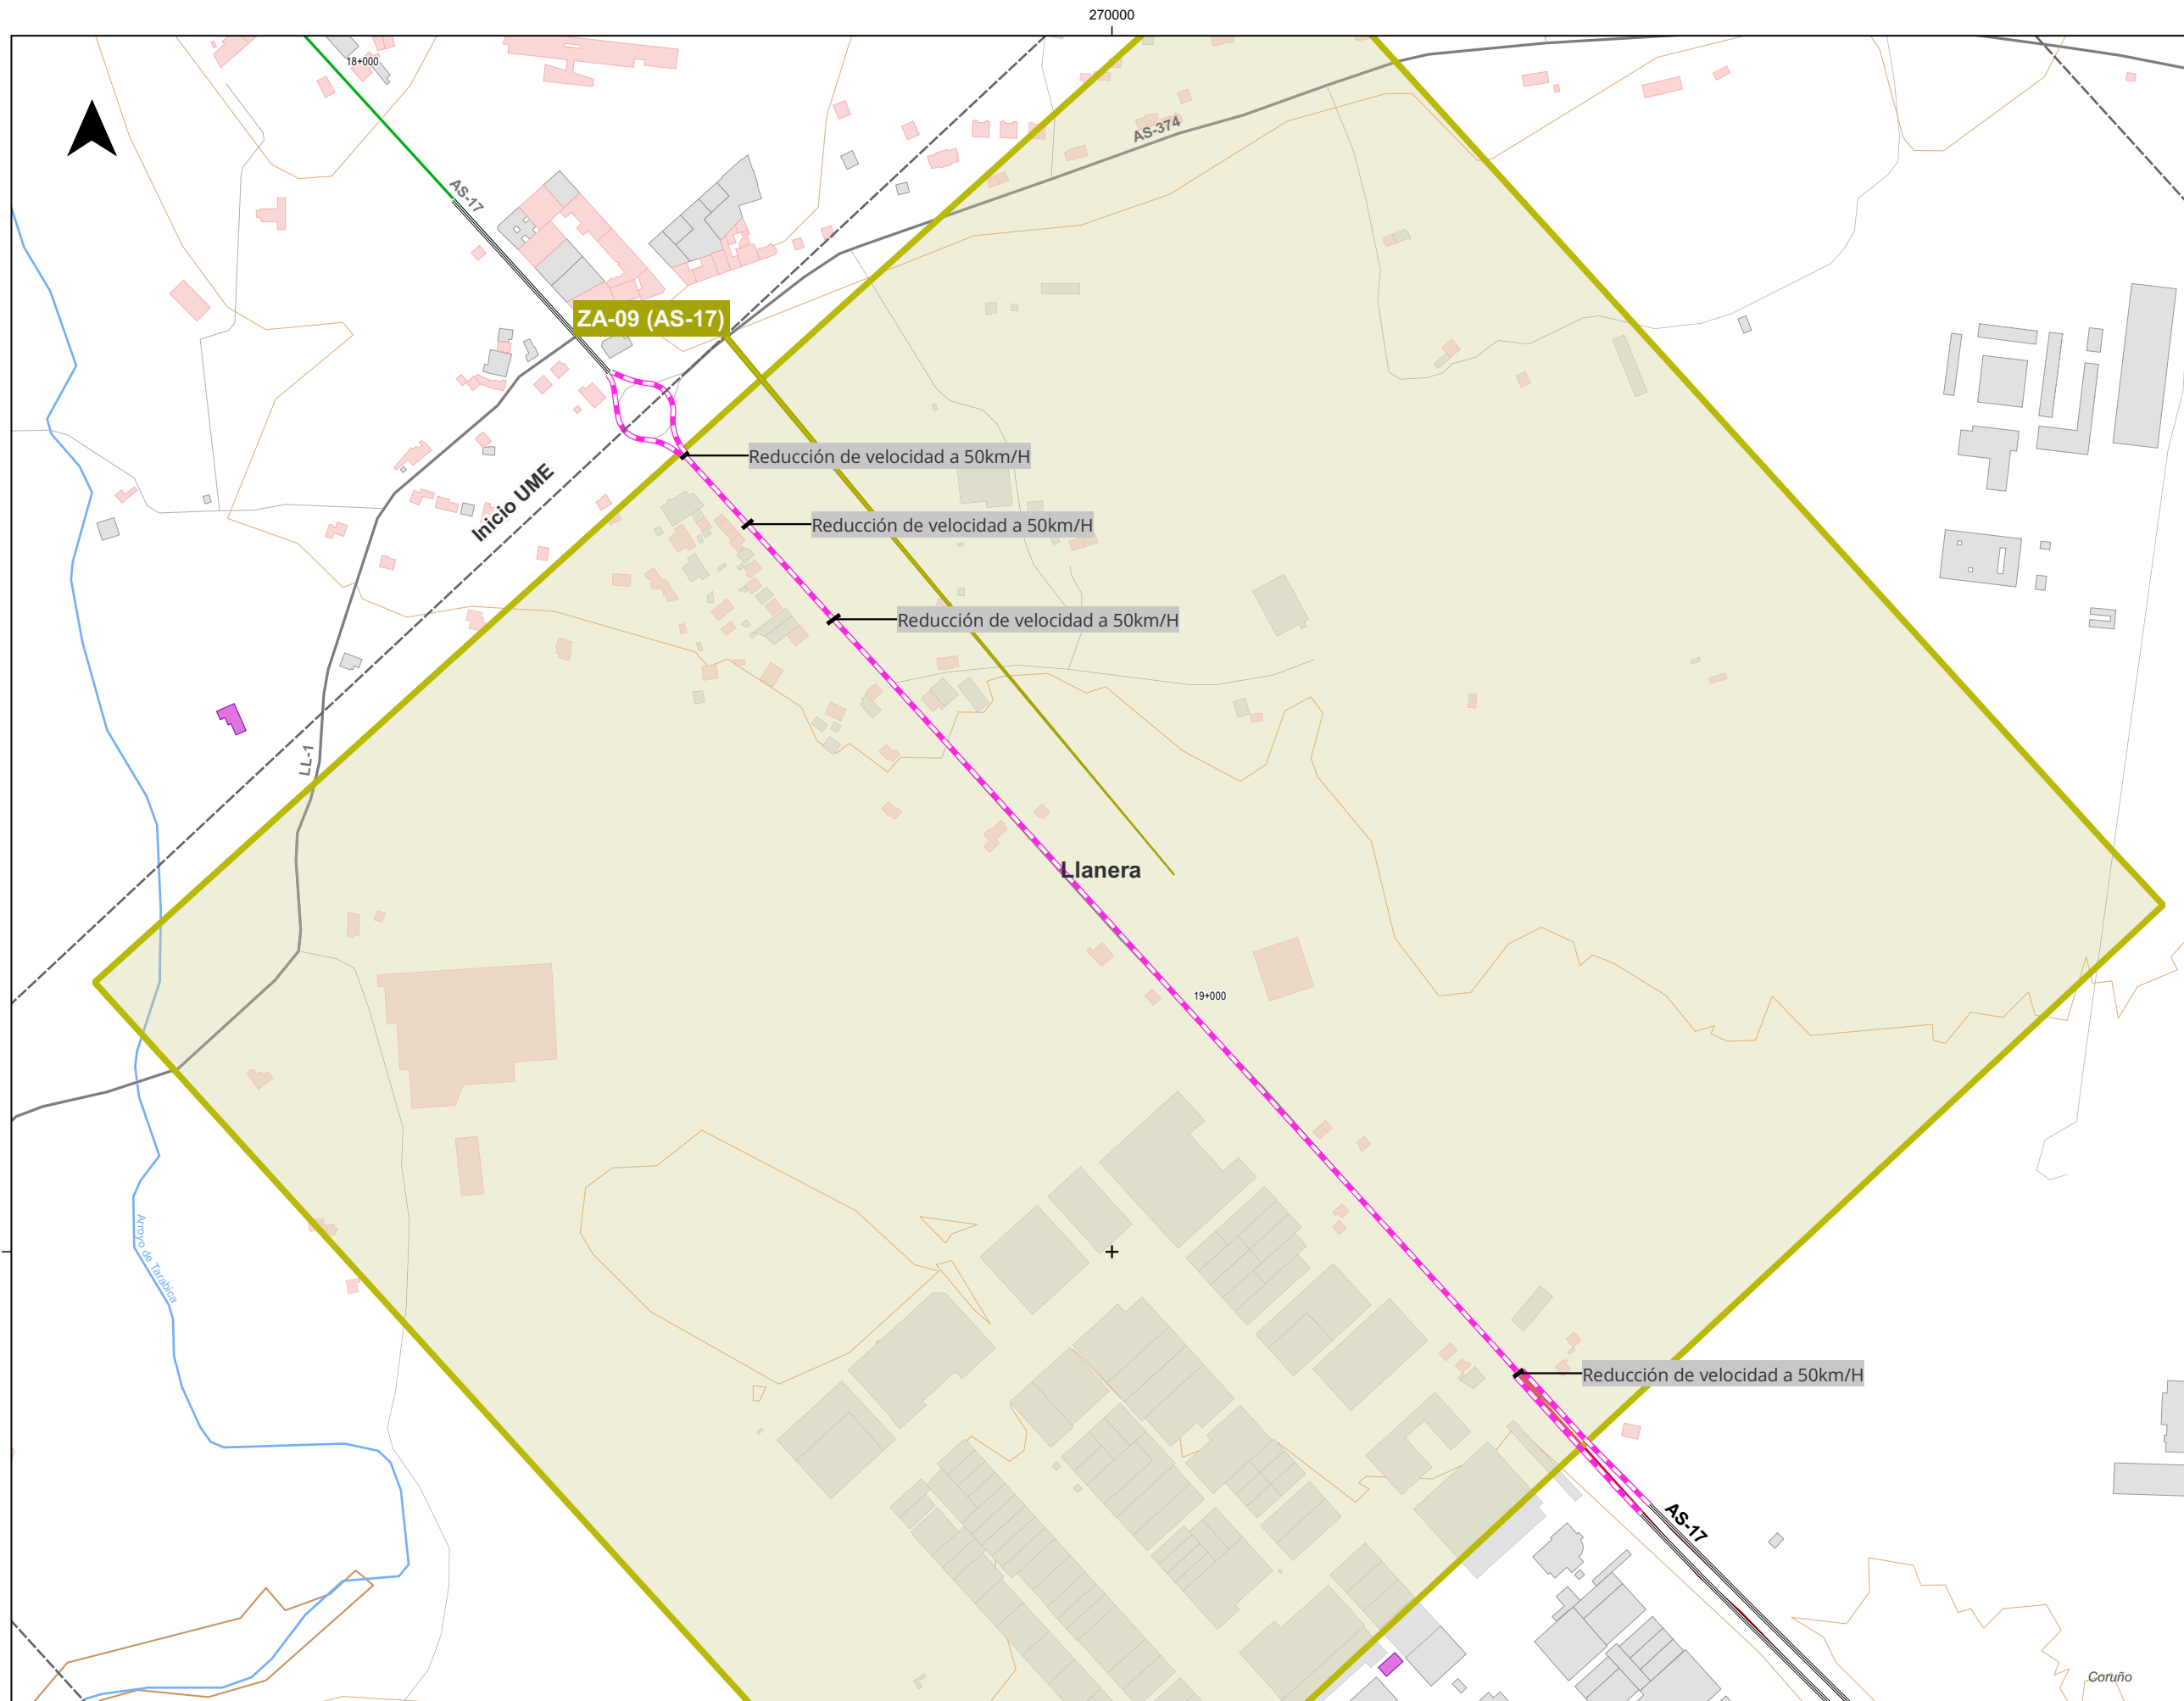 270000
18+000
AS-374
AS-17
ZA-09 (AS-17)
Reducción de velocidad a 50km/H
Inicio UME
Reducción de velocidad a 50km/H
Reducción de velocidad a 50km/H
LL-1
Llanera
19+000
Arroyo de Tarabica
Reducción de velocidad a 50km/H
AS-17
Coruño